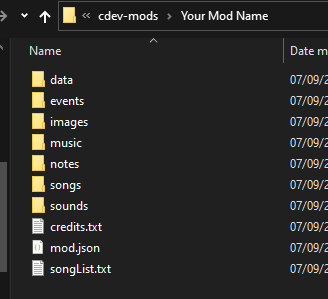 « cdev-mods > Your Mod Name
Name Date m
data 07/09/2
events 07/09/2
images 07/09/2
music 07/09/2
notes 07/09/2
songs 07/09/2
sounds 07/09/2
credits.txt 07/09/2
mod.json 07/09/2
songList.txt 07/09/2